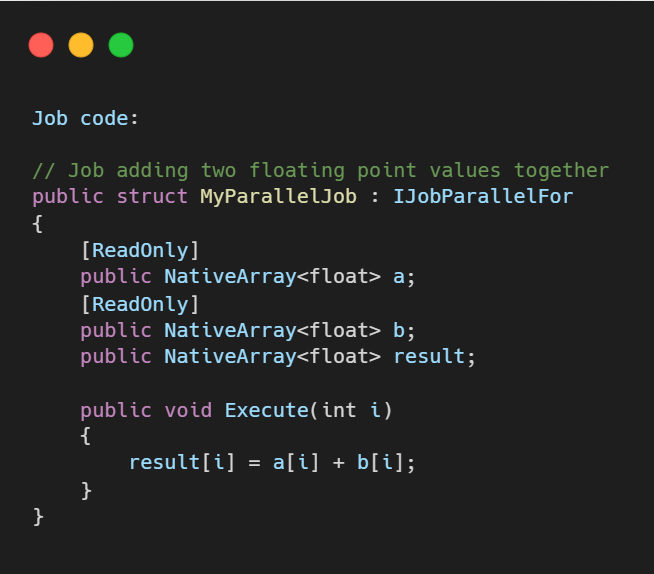 Job code:
// Job adding two floating point values together
public struct MyParallelJob : IJobParallelFor
{
    [ReadOnly]
    public NativeArray<float> a;
    [ReadOnly]
    public NativeArray<float> b;
    public NativeArray<float> result;
    public void Execute(int i)
    {
        result[i] = a[i] + b[i];
    }
}